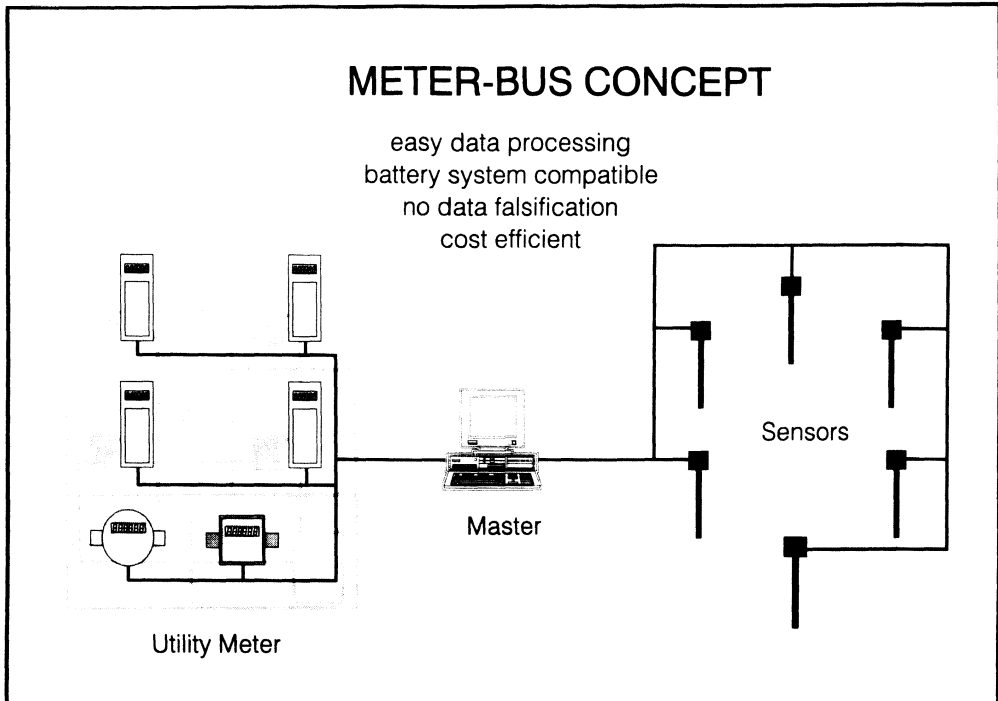 METER-BUS CONCEPT
easy data processing
battery system compatible
no data falsification
cost efficient
Sensors
Master
Utility Meter